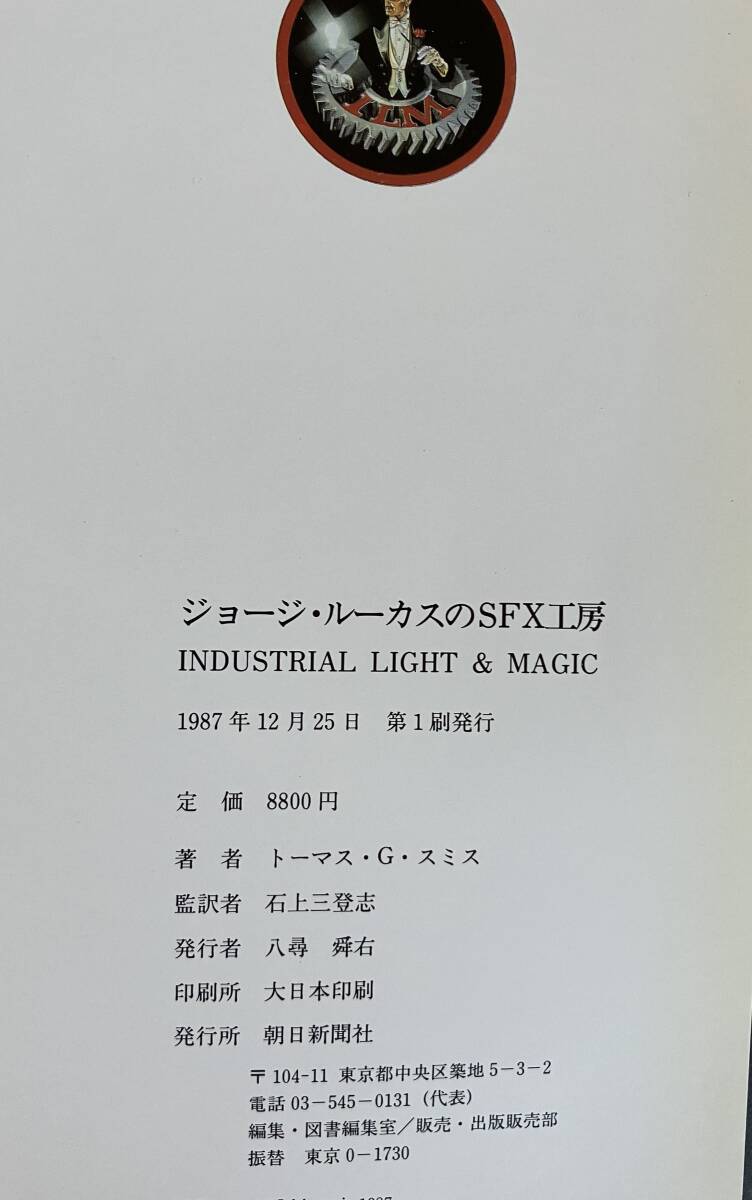 ILM
ジョージ・ルーカスのSFX工房
INDUSTRIAL LIGHT & MAGIC
1987年12月25日 第1刷発行
定 価 8800円
著 者 トーマス・G・スミス
監訳者 石上三登志
発行者 八尋 舜右
印刷所 大日本印刷
発行所 朝日新聞社
〒104-11 東京都中央区築地5-3-2
電話03-545-0131（代表）
編集・図書編集室／販売・出版販売部
振替 東京0-1730